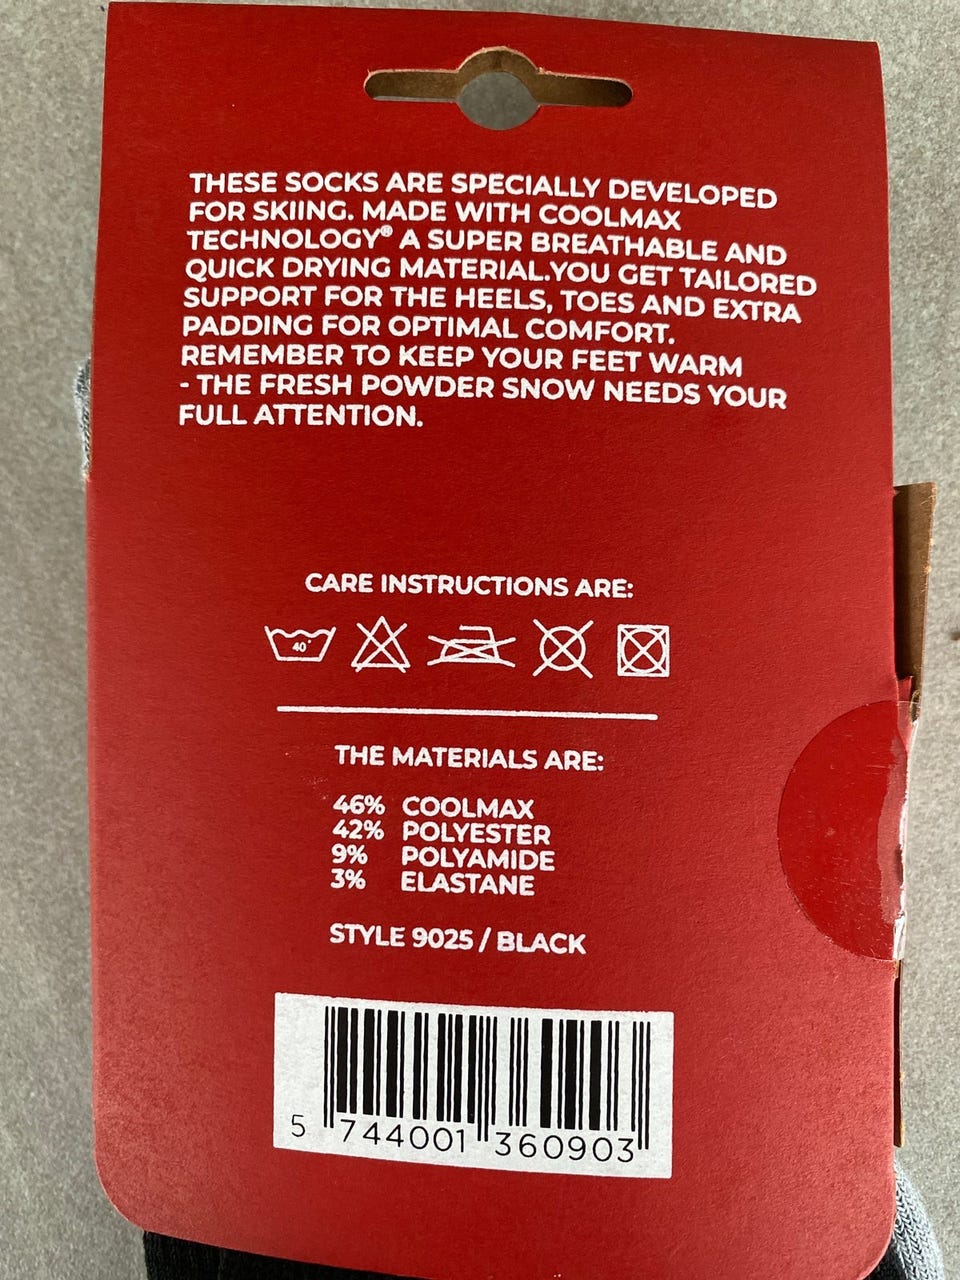 THESE SOCKS ARE SPECIALLY DEVELOPED
FOR SKIING. MADE WITH COOLMAX
TECHNOLOGY® A SUPER BREATHABLE AND
QUICK DRYING MATERIAL.YOU GET TAILORED
SUPPORT FOR THE HEELS, TOES AND EXTRA
PADDING FOR OPTIMAL COMFORT.
REMEMBER TO KEEP YOUR FEET WARM
- THE FRESH POWDER SNOW NEEDS YOUR
FULL ATTENTION.
CARE INSTRUCTIONS ARE:
40°
THE MATERIALS ARE:
46% COOLMAX
42% POLYESTER
9% POLYAMIDE
3% ELASTANE
STYLE 9025 / BLACK
5 744001 360903